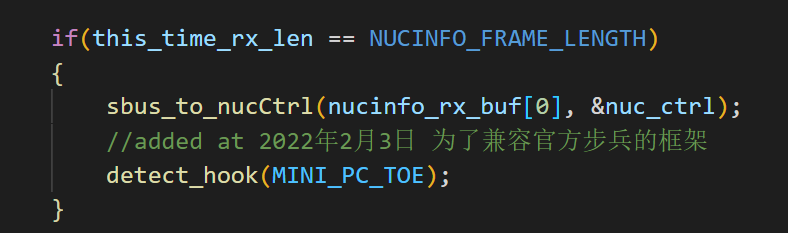 if(this_time_rx_len == NUCINFO_FRAME_LENGTH)
{
sbus_to_nucCtrl(nucinfo_rx_buf[0], &nuc_ctrl);
//added at 2022年2月3日 为了兼容官方步兵的框架
detect_hook(MINI_PC_TOE);
}